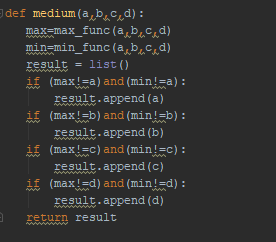 def medium(a,b,c,d):
    max=max_func(a,b,c,d)
    min=min_func(a,b,c,d)
    result = list()
    if (max!=a)and(min!=a):
        result.append(a)
    if (max!=b)and(min!=b):
        result.append(b)
    if (max!=c)and(min!=c):
        result.append(c)
    if (max!=d)and(min!=d):
        result.append(d)
    return result